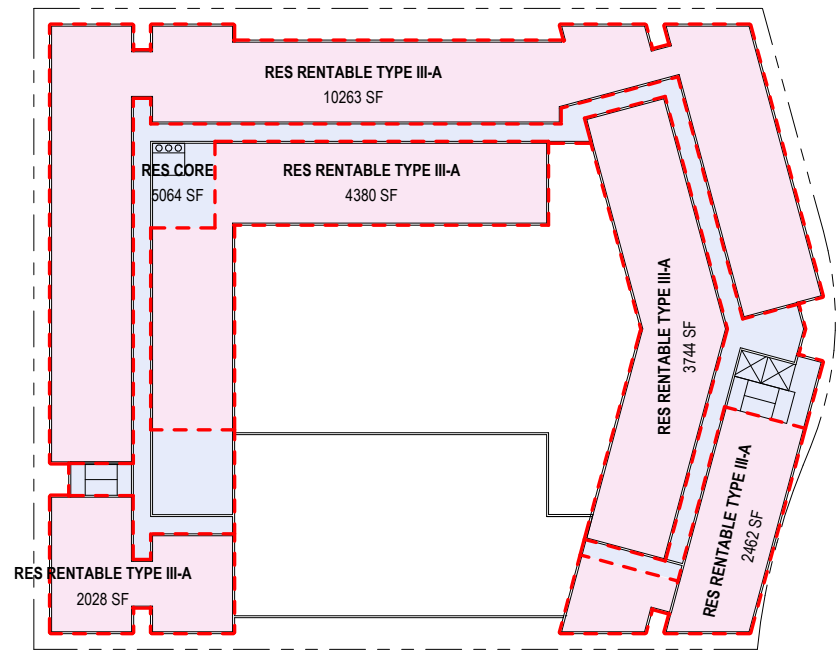 RES RENTABLE TYPE III-A
10263 SF
RES CORE
5064 SF
RES RENTABLE TYPE III-A
4380 SF
RES RENTABLE TYPE III-A
3744 SF
RES RENTABLE TYPE III-A
2462 SF
RES RENTABLE TYPE III-A
2028 SF